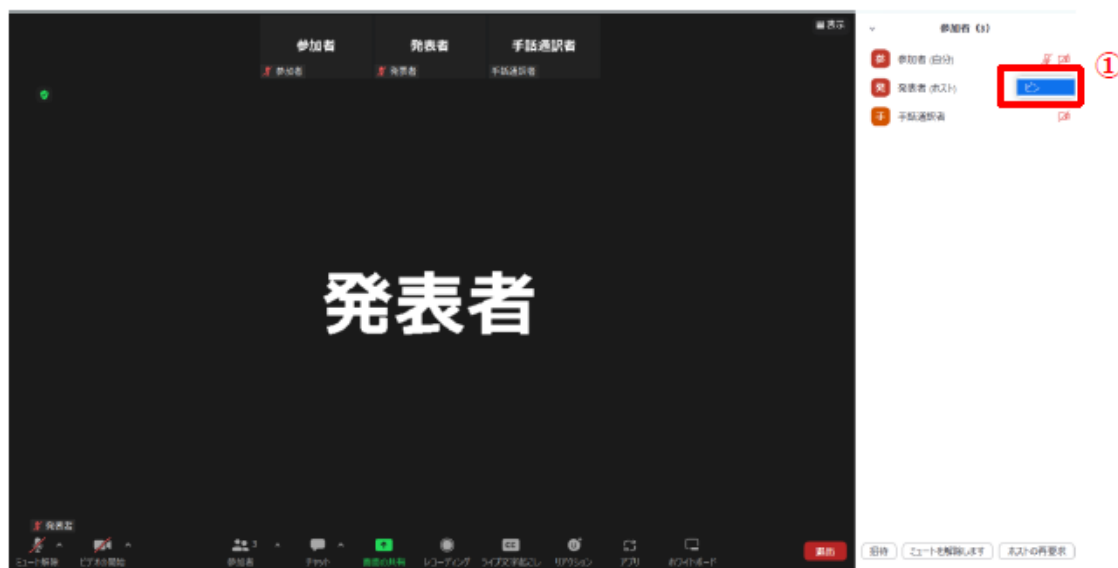 参加者 発表者 手話通訳者
表示
参加者 発表者 手話通訳者
発表者
発表者
ミュート解除 ビデオの開始 参加者 3 チャット 画面の共有 レコーディング CC ライブ文字起こし リアクション アプリ ホワイトボード 退出
参加者 (3)
参 参加者 (自分)
発 発表者 (ホスト) ピン
①
手 手話通訳者
招待 ミュートを解除します ホストの再要求